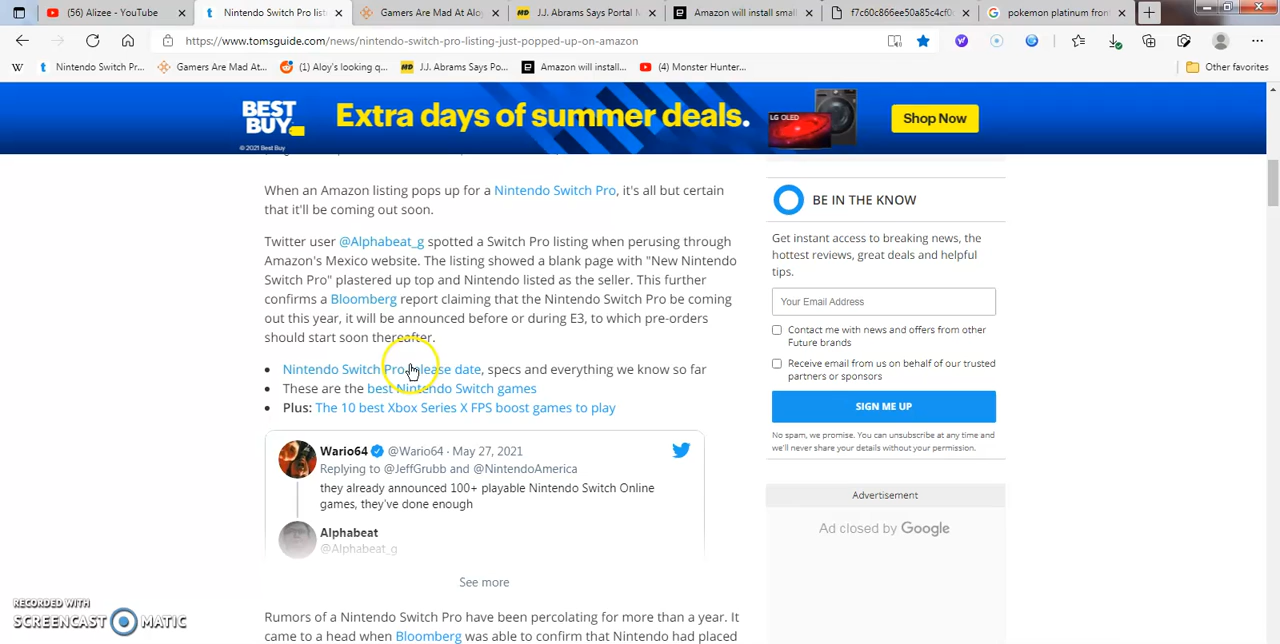 (56) Alizee - YouTube
Nintendo Switch Pro list
Gamers Are Mad At Aloy
J.J. Abrams Says Portal M
Amazon will install small
f7c60c866ee50a85c4cf0
pokemon platinum front
https://www.tomsguide.com/news/nintendo-switch-pro-listing-just-popped-up-on-amazon
W
Nintendo Switch Pr...
Gamers Are Mad At...
(1) Aloy's looking q...
J.J. Abrams Says Po...
Amazon will install...
(4) Monster Hunter...
Other favorites
BEST BUY
© 2021 Best Buy
Extra days of summer deals.
LG OLED
Shop Now
When an Amazon listing pops up for a Nintendo Switch Pro, it's all but certain
that it'll be coming out soon.
Twitter user @Alphabeat_g spotted a Switch Pro listing when perusing through
Amazon's Mexico website. The listing showed a blank page with "New Nintendo
Switch Pro" plastered up top and Nintendo listed as the seller. This further
confirms a Bloomberg report claiming that the Nintendo Switch Pro be coming
out this year, it will be announced before or during E3, to which pre-orders
should start soon thereafter.
Nintendo Switch Pro release date, specs and everything we know so far
These are the best Nintendo Switch games
Plus: The 10 best Xbox Series X FPS boost games to play
Wario64 @Wario64 · May 27, 2021
Replying to @JeffGrubb and @NintendoAmerica
they already announced 100+ playable Nintendo Switch Online
games, they've done enough
Alphabeat
@Alphabeat_g
See more
Rumors of a Nintendo Switch Pro have been percolating for more than a year. It
came to a head when Bloomberg was able to confirm that Nintendo had placed
BE IN THE KNOW
Get instant access to breaking news, the
hottest reviews, great deals and helpful
tips.
Your Email Address
Contact me with news and offers from other
Future brands
Receive email from us on behalf of our trusted
partners or sponsors
SIGN ME UP
No spam, we promise. You can unsubscribe at any time and
we'll never share your details without your permission.
Advertisement
Ad closed by Google
RECORDED WITH
SCREENCAST MATIC